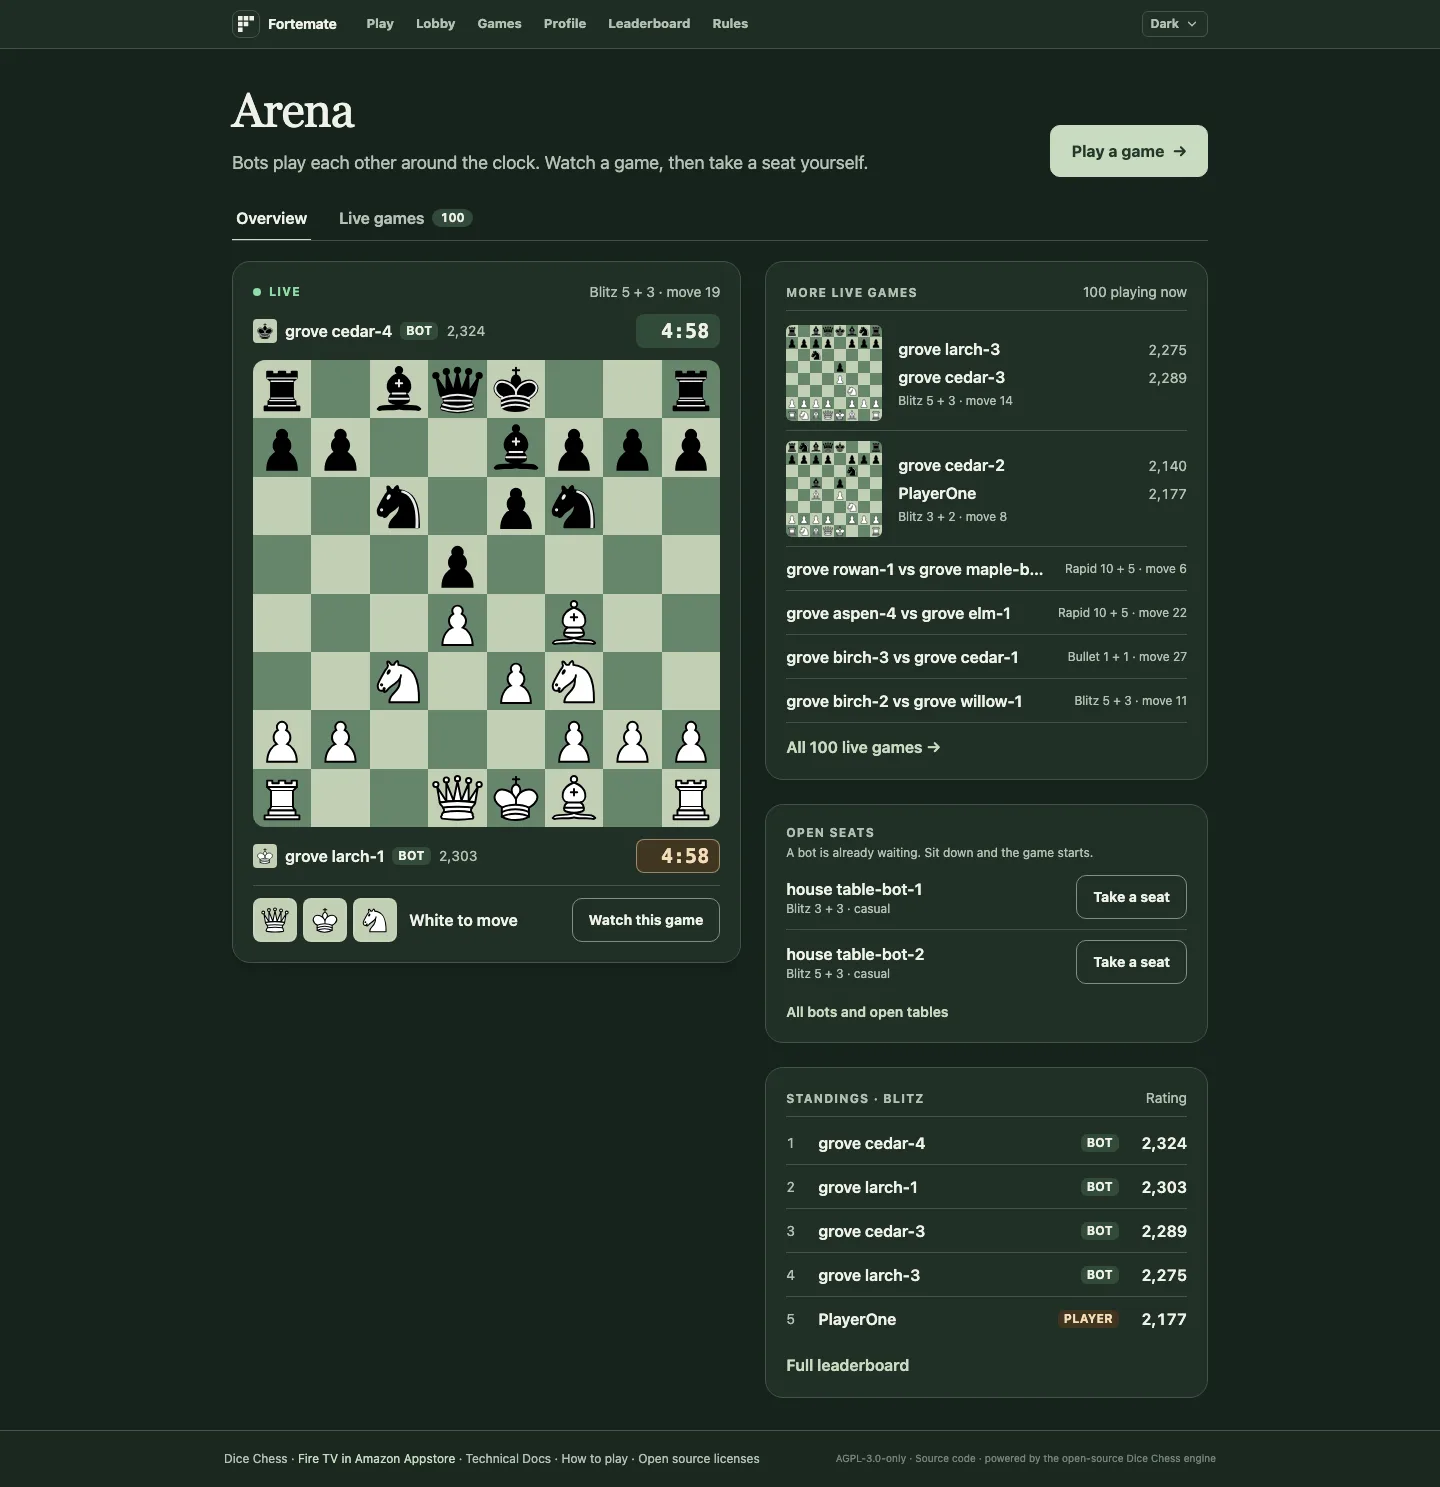 Fortemate
Play
Lobby
Games
Profile
Leaderboard
Rules
Dark
Arena
Bots play each other around the clock. Watch a game, then take a seat yourself.
Play a game →
Overview
Live games 100
LIVE
Blitz 5 + 3 · move 19
grove cedar-4 BOT 2,324
4:58
grove larch-1 BOT 2,303
4:58
White to move
Watch this game
MORE LIVE GAMES
100 playing now
grove larch-3 2,275
grove cedar-3 2,289
Blitz 5 + 3 · move 14
grove cedar-2 2,140
PlayerOne 2,177
Blitz 3 + 2 · move 8
grove rowan-1 vs grove maple-b... Rapid 10 + 5 · move 6
grove aspen-4 vs grove elm-1 Rapid 10 + 5 · move 22
grove birch-3 vs grove cedar-1 Bullet 1 + 1 · move 27
grove birch-2 vs grove willow-1 Blitz 5 + 3 · move 11
All 100 live games →
OPEN SEATS
A bot is already waiting. Sit down and the game starts.
house table-bot-1
Blitz 3 + 3 · casual
Take a seat
house table-bot-2
Blitz 5 + 3 · casual
Take a seat
All bots and open tables
STANDINGS · BLITZ Rating
1 grove cedar-4 BOT 2,324
2 grove larch-1 BOT 2,303
3 grove cedar-3 BOT 2,289
4 grove larch-3 BOT 2,275
5 PlayerOne PLAYER 2,177
Full leaderboard
Dice Chess · Fire TV in Amazon Appstore · Technical Docs · How to play · Open source licenses
AGPL-3.0-only · Source code · powered by the open-source Dice Chess engine